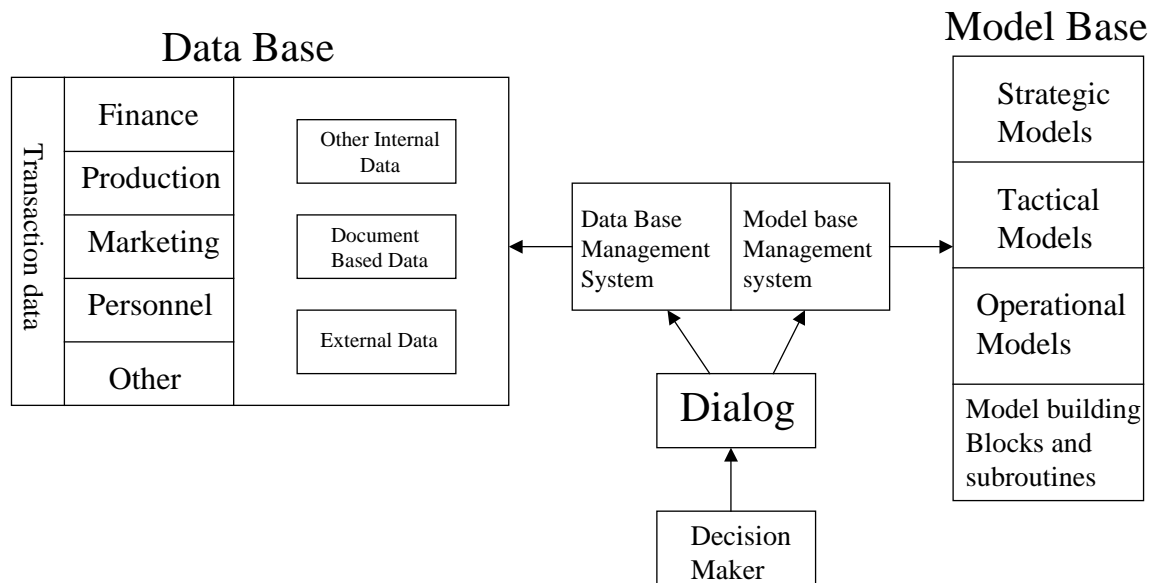 Data Base
Transaction data
Finance
Production
Marketing
Personnel
Other
Other Internal
Data
Document
Based Data
External Data
Data Base
Management
System
Model base
Management
system
Dialog
Decision
Maker
Model Base
Strategic
Models
Tactical
Models
Operational
Models
Model building
Blocks and
subroutines